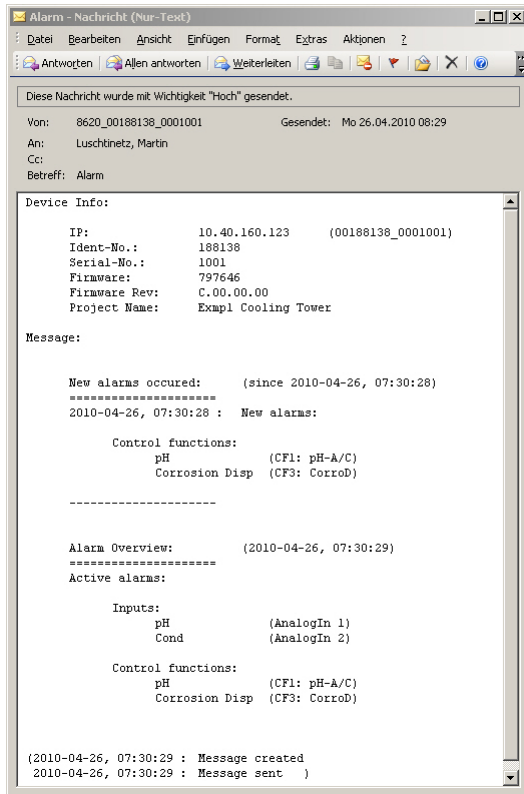 Alarm - Nachricht (Nur-Text)
Datei Bearbeiten Ansicht Einfügen Format Extras Aktionen ?
Antworten Allen antworten Weiterleiten
Diese Nachricht wurde mit Wichtigkeit "Hoch" gesendet.
Von: 8620_00188138_0001001 Gesendet: Mo 26.04.2010 08:29
An: Luschtinetz, Martin
Cc:
Betreff: Alarm
Device Info:
IP: 10.40.160.123 (00188138_0001001)
Ident-No.: 188138
Serial-No.: 1001
Firmware: 797646
Firmware Rev: C.00.00.00
Project Name: Exmpl Cooling Tower
Message:
New alarms occured: (since 2010-04-26, 07:30:28)
=====================
2010-04-26, 07:30:28 : New alarms:
Control functions:
pH (CF1: pH-A/C)
Corrosion Disp (CF3: CorroD)
---------------------
Alarm Overview: (2010-04-26, 07:30:29)
=====================
Active alarms:
Inputs:
pH (AnalogIn 1)
Cond (AnalogIn 2)
Control functions:
pH (CF1: pH-A/C)
Corrosion Disp (CF3: CorroD)
(2010-04-26, 07:30:29 : Message created
2010-04-26, 07:30:29 : Message sent )